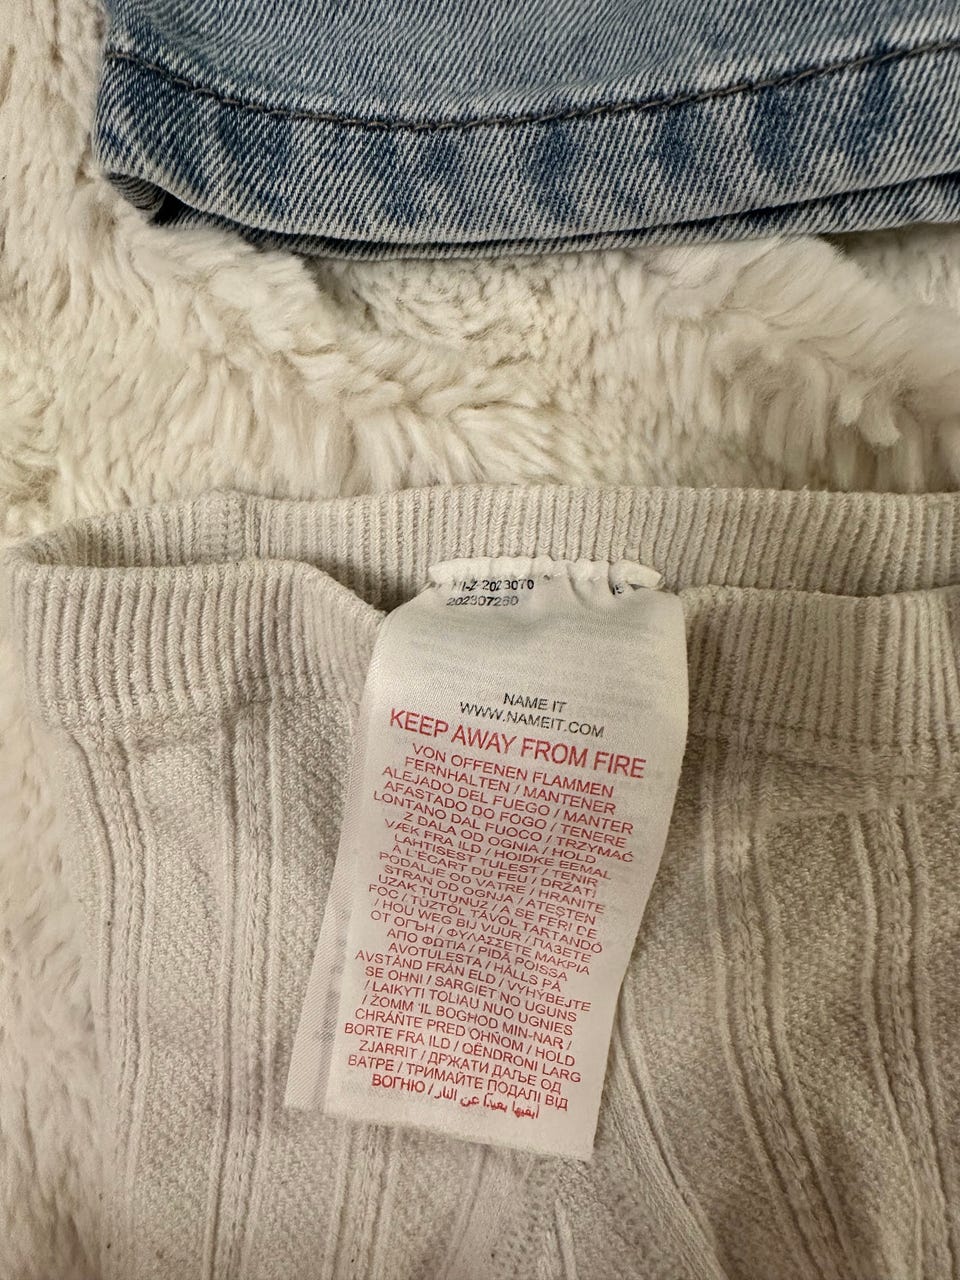 202307260
NAME IT
WWW.NAMEIT.COM
KEEP AWAY FROM FIRE
VON OFFENEN FLAMMEN
FERNHALTEN / MANTENER
ALEJADO DEL FUEGO / MANTER
AFASTADO DO FOGO / TENERE
LONTANO DAL FUOCO / TRZYMAĆ
Z DALA OD OGNIA / HOLD
VÆK FRA ILD / HOIDKE EEMAL
LAHTISEST TULEST / TENIR
À L'ÉCART DU FEU / DRŽATI
PODALJE OD VATRE / HRANITE
STRAN OD OGNJA / ATEŞTEN
UZAK TUTUNUZ / A SE FERI DE
FOC / TŰZTŐL TÁVOL TARTANDÓ
/ HOU WEG BIJ VUUR / ПАЗЕТЕ
ОТ ОГЪН / ΦΥΛΑΣΣΕΤΕ ΜΑΚΡΙΑ
ΑΠΟ ΦΩΤΙΑ / PIDÄ POISSA
AVOTULESTA / HÅLLS PÅ
AVSTÅND FRÅN ELD / VYHÝBEJTE
SE OHNI / SARGIET NO UGUNS
/ LAIKYTI TOLIAU NUO UGNIES
/ ŻOMM 'IL BOGHOD MIN-NAR /
CHRÁŇTE PRED OHŇOM / HOLD
BORTE FRA ILD / QËNDRONI LARG
ZJARRIT / ДРЖАТИ ДАЉЕ ОД
ВАТРЕ / ТРИМАЙТЕ ПОДАЛІ ВІД
ВОГНЮ / أبقيها بعيداً عن النار